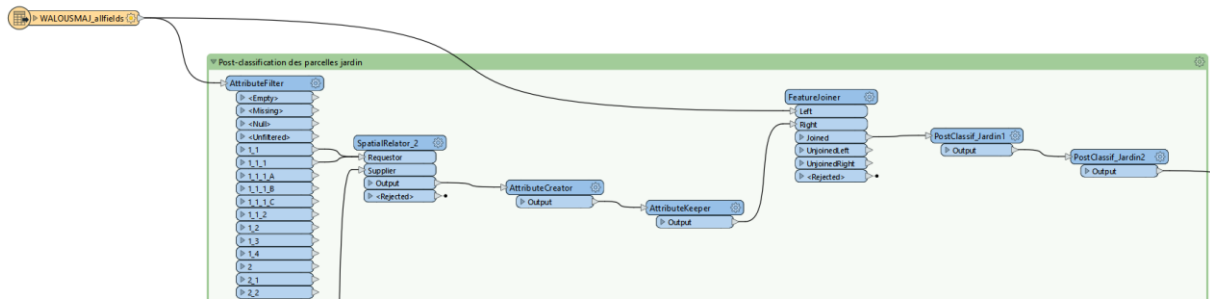 WALOUSMAJ_allfields
Post-classification des parcelles jardin
AttributeFilter
<Empty>
<Missing>
<Null>
<Unfiltered>
1_1
1_1_1
1_1_1_A
1_1_1_B
1_1_1_C
1_1_2
1_2
1_3
1_4
2
2_1
2_2
SpatialRelator_2
Requestor
Supplier
Output
<Rejected>
AttributeCreator
Output
AttributeKeeper
Output
FeatureJoiner
Left
Right
Joined
UnjoinedLeft
UnjoinedRight
<Rejected>
PostClassif_Jardin1
Output
PostClassif_Jardin2
Output